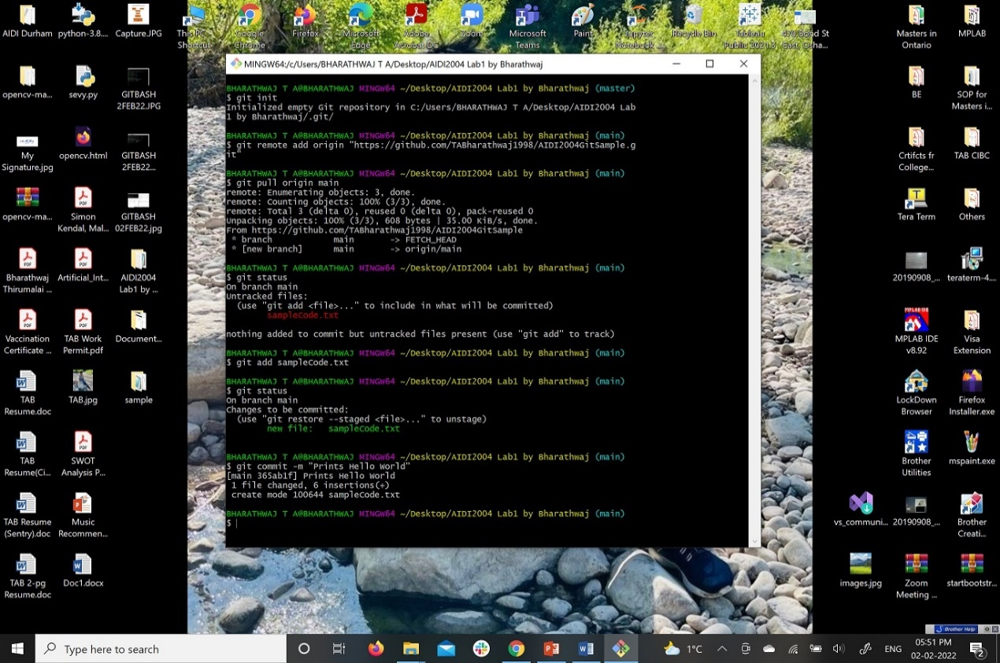 AIDI Durham
python-3.8....
Capture.JPG
This PC
Shortcut
Google
Chrome
Firefox
Microsoft
Edge
Adobe
Acrobat DC
Zoom
Microsoft
Teams
Paint
Jupyter
Notebook ...
Recycle Bin
Tableau
Public 2021.3
470 Bond St
East, Osha...
Masters in
Ontario
MPLAB
opencv-ma...
sevy.py
GITBASH
2FEB22.JPG
BE
SOP for
Masters i...
My
Signature.jpg
opencv.html
GITBASH
2FEB22...
Crtifcts fr
College...
TAB CIBC
opencv-ma...
Simon
Kendal, Mal...
GITBASH
02FEB22.jpg
Tera Term
Others
Bharathwaj
Thirumalai ...
Artificial_Int...
AIDI2004
Lab1 by ...
20190908_...
teraterm-4....
Vaccination
Certificate ...
TAB Work
Permit.pdf
Document...
MPLAB IDE
v8.92
Visa
Extension
TAB
Resume.doc
TAB.jpg
sample
LockDown
Browser
Firefox
Installer.exe
TAB
Resume(Ci...
SWOT
Analysis P...
Brother
Utilities
mspaint.exe
TAB Resume
(Sentry).doc
Music
Recommen...
vs_communi...
20190908_...
Brother
Creati...
TAB 2-pg
Resume.doc
Doc1.docx
images.jpg
Zoom
Meeting ...
startbootstr...
MINGW64:/c/Users/BHARATHWAJ T A/Desktop/AIDI2004 Lab1 by Bharathwaj
BHARATHWAJ T A@BHARATHWAJ MINGW64 ~/Desktop/AIDI2004 Lab1 by Bharathwaj (master)
$ git init
Initialized empty Git repository in C:/Users/BHARATHWAJ T A/Desktop/AIDI2004 Lab
1 by Bharathwaj/.git/
BHARATHWAJ T A@BHARATHWAJ MINGW64 ~/Desktop/AIDI2004 Lab1 by Bharathwaj (main)
$ git remote add origin "https://github.com/TABharathwaj1998/AIDI2004GitSample.g
it"
BHARATHWAJ T A@BHARATHWAJ MINGW64 ~/Desktop/AIDI2004 Lab1 by Bharathwaj (main)
$ git pull origin main
remote: Enumerating objects: 3, done.
remote: Counting objects: 100% (3/3), done.
remote: Total 3 (delta 0), reused 0 (delta 0), pack-reused 0
Unpacking objects: 100% (3/3), 608 bytes | 35.00 KiB/s, done.
From https://github.com/TABharathwaj1998/AIDI2004GitSample
* branch main -> FETCH_HEAD
* [new branch] main -> origin/main
BHARATHWAJ T A@BHARATHWAJ MINGW64 ~/Desktop/AIDI2004 Lab1 by Bharathwaj (main)
$ git status
On branch main
Untracked files:
(use "git add <file>..." to include in what will be committed)
sampleCode.txt
nothing added to commit but untracked files present (use "git add" to track)
BHARATHWAJ T A@BHARATHWAJ MINGW64 ~/Desktop/AIDI2004 Lab1 by Bharathwaj (main)
$ git add sampleCode.txt
BHARATHWAJ T A@BHARATHWAJ MINGW64 ~/Desktop/AIDI2004 Lab1 by Bharathwaj (main)
$ git status
On branch main
Changes to be committed:
(use "git restore --staged <file>..." to unstage)
new file: sampleCode.txt
BHARATHWAJ T A@BHARATHWAJ MINGW64 ~/Desktop/AIDI2004 Lab1 by Bharathwaj (main)
$ git commit -m "Prints Hello World"
[main 365ab1f] Prints Hello World
1 file changed, 6 insertions(+)
create mode 100644 sampleCode.txt
BHARATHWAJ T A@BHARATHWAJ MINGW64 ~/Desktop/AIDI2004 Lab1 by Bharathwaj (main)
$
Brother Help
Type here to search
1°C
ENG
05:51 PM
02-02-2022
2